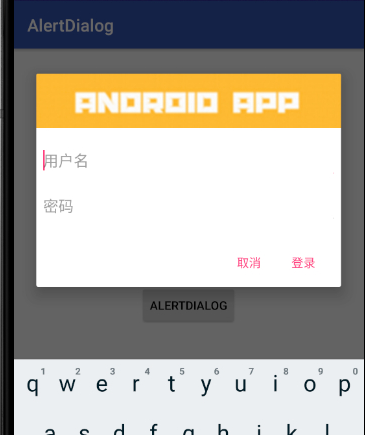 AlertDialog
ANDROID APP
用户名
密码
取消 登录
ALERTDIALOG
1 2 3 4 5 6 7 8 9 0
q w e r t y u i o p
a s d f g h j k l